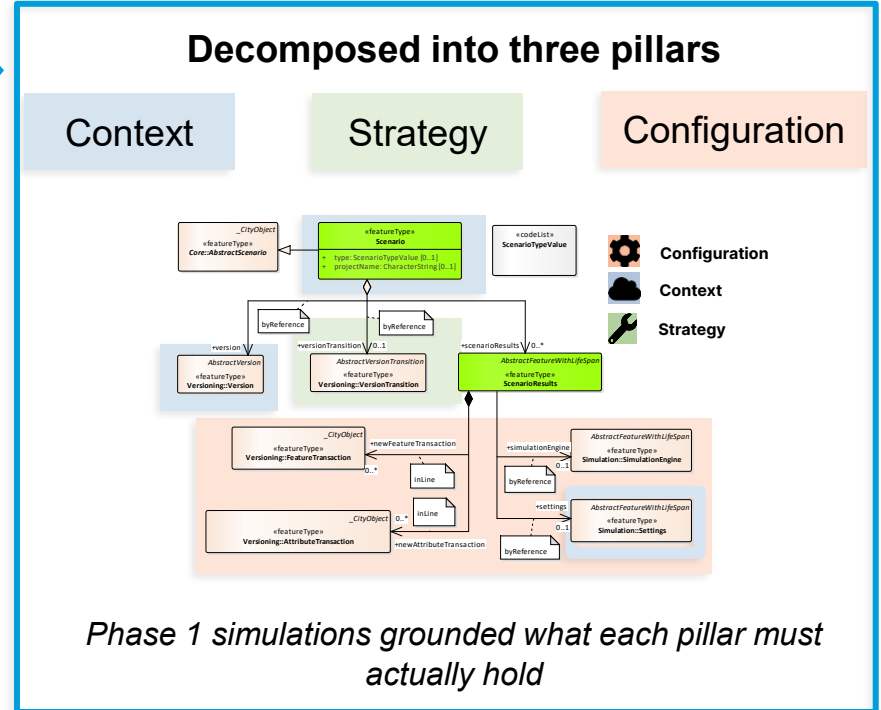 Decomposed into three pillars
Context
Strategy
Configuration
_CityObject
«featureType»
Core::AbstractScenario
«featureType»
Scenario
+ type: ScenarioTypeValue [0..1]
+ projectName: CharacterString [0..1]
«codeList»
ScenarioTypeValue
Configuration
Context
Strategy
byReference
byReference
+version
+versionTransition
0..1
+scenarioResults
0..*
AbstractVersion
«featureType»
Versioning::Version
AbstractVersionTransition
«featureType»
Versioning::VersionTransition
AbstractFeatureWithLifeSpan
«featureType»
ScenarioResults
_CityObject
«featureType»
Versioning::FeatureTransaction
+newFeatureTransaction
0..*
inLine
+simulationEngine
0..1
byReference
AbstractFeatureWithLifeSpan
«featureType»
Simulation::SimulationEngine
_CityObject
«featureType»
Versioning::AttributeTransaction
0..*
inLine
+newAttributeTransaction
+settings
0..1
byReference
AbstractFeatureWithLifeSpan
«featureType»
Simulation::Settings
Phase 1 simulations grounded what each pillar must
actually hold